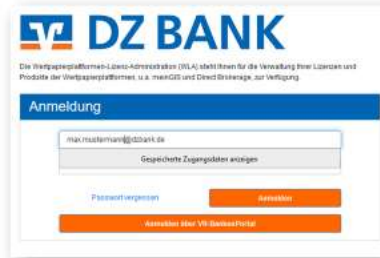 DZ BANK
Die Wertpapierplattformen-Lizenz-Administration (WLA) steht Ihnen für die Verwaltung Ihrer Lizenzen und
Produkte der Wertpapierplattformen, u.a. meinGIS und Direct Brokerage, zur Verfügung.
Anmeldung
max.mustermann@dzbank.de
Gespeicherte Zugangsdaten anzeigen
Passwort vergessen
Anmelden
Anmelden über VR-BankenPortal